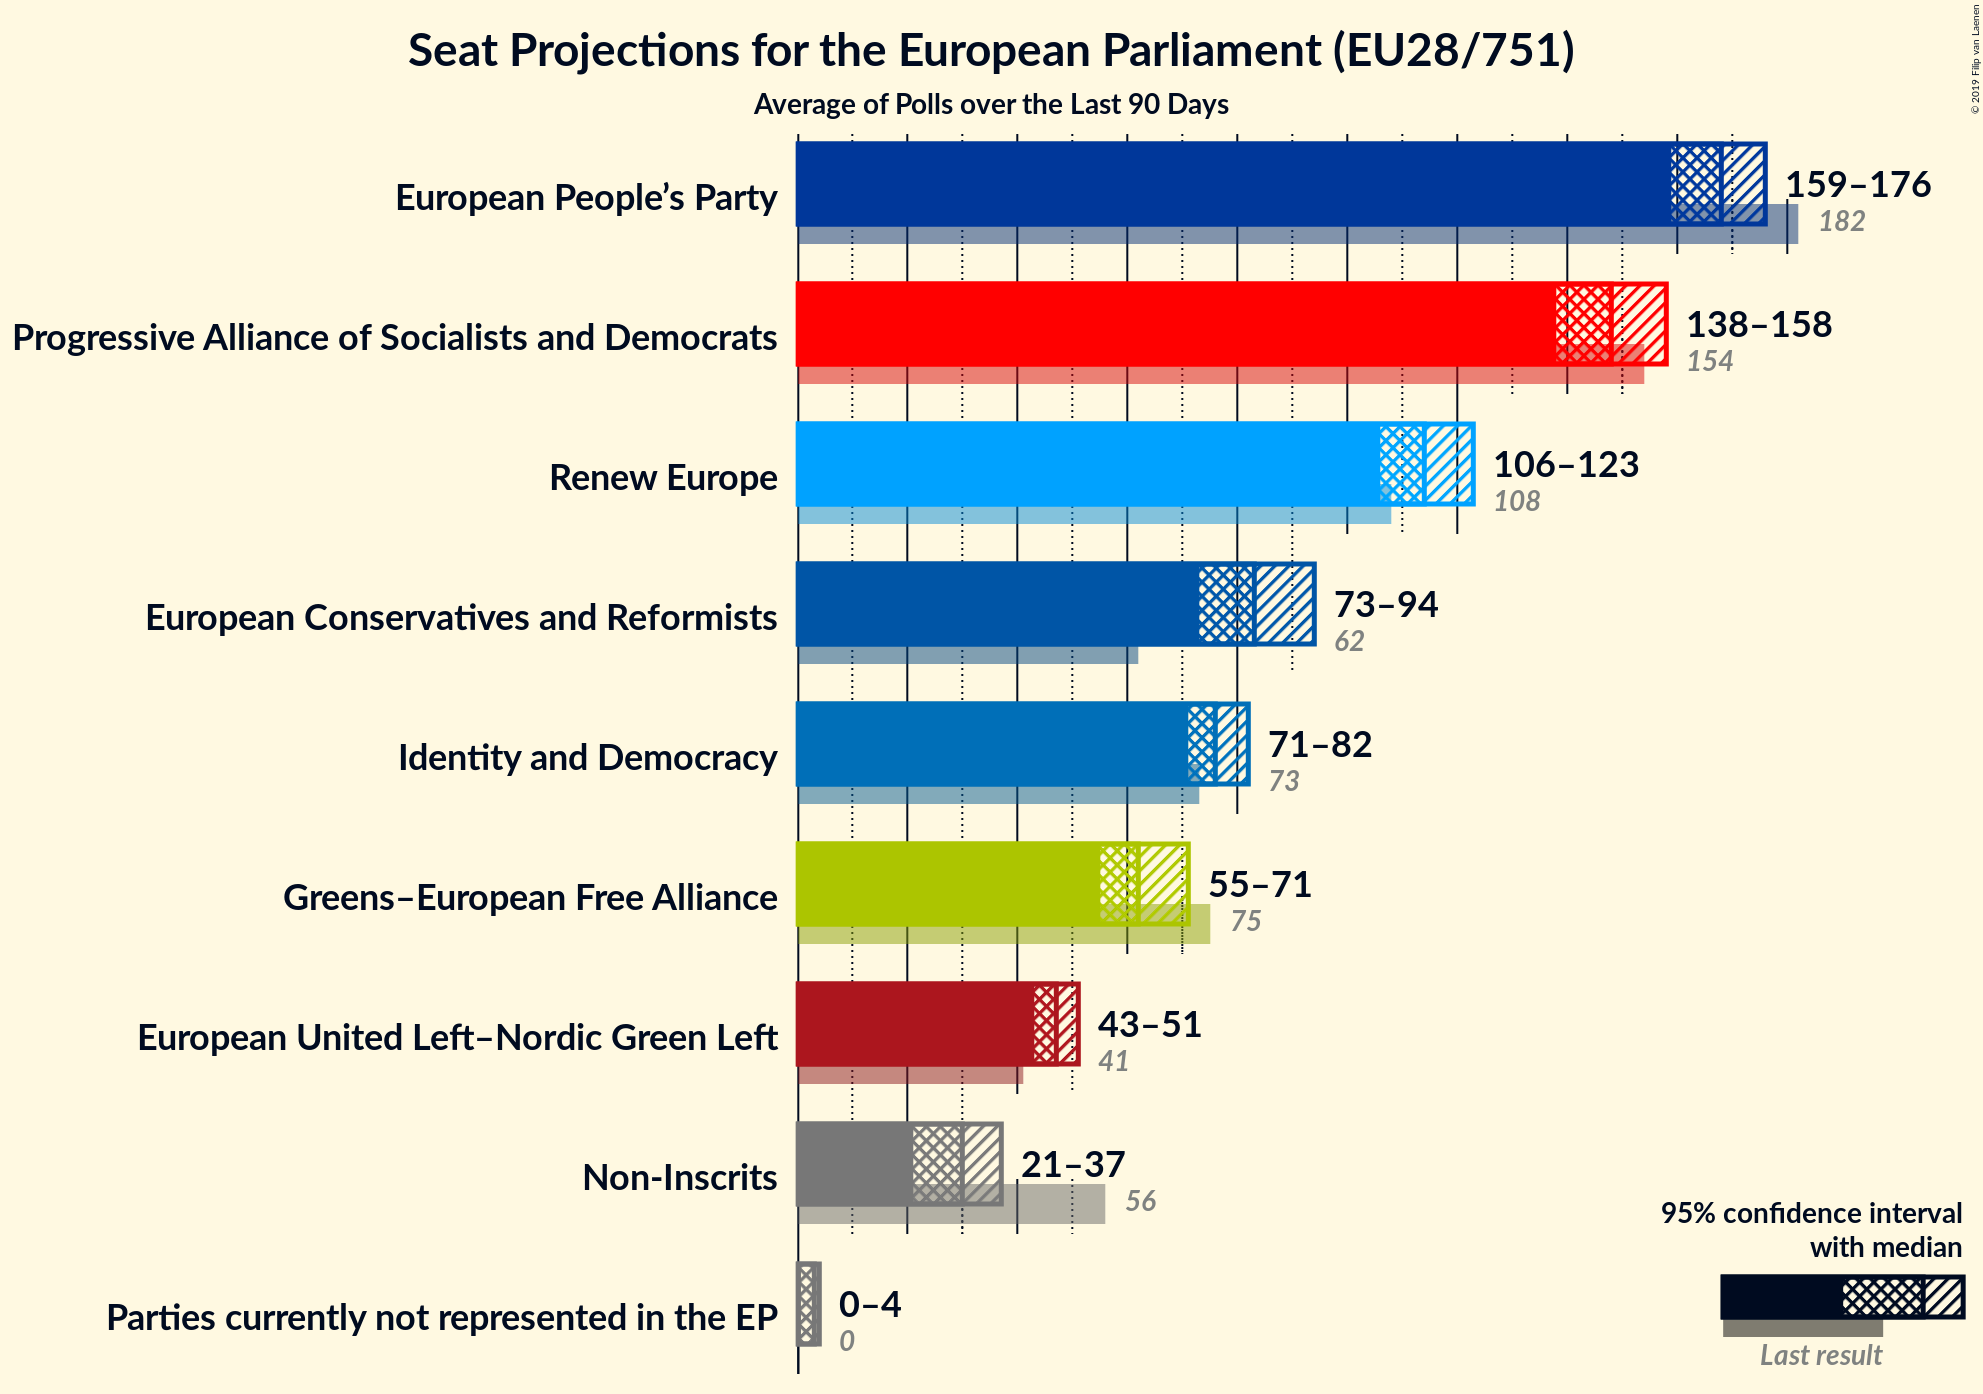 Seat Projections for the European Parliament (EU28/751)
Average of Polls over the Last 90 Days
© 2019 Filip van Laenen
European People’s Party
159–176
182
Progressive Alliance of Socialists and Democrats
138–158
154
Renew Europe
106–123
108
European Conservatives and Reformists
73–94
62
Identity and Democracy
71–82
73
Greens–European Free Alliance
55–71
75
European United Left–Nordic Green Left
43–51
41
Non-Inscrits
21–37
56
Parties currently not represented in the EP
0–4
0
95% confidence interval
with median
Last result